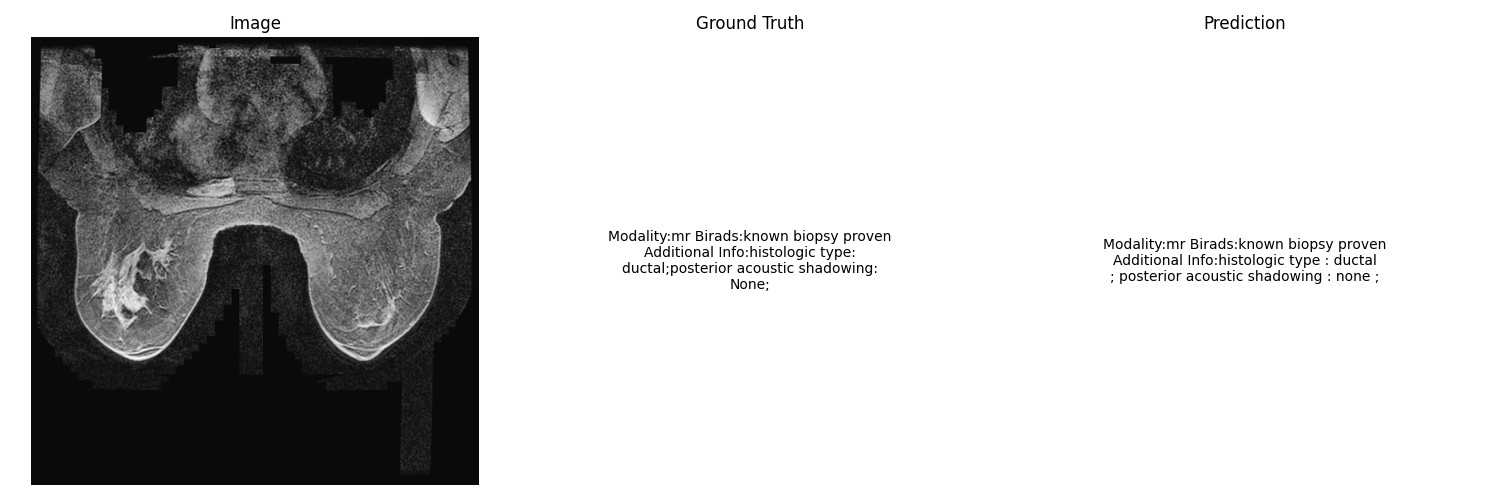 Image
Ground Truth
Prediction
Modality:mr Birads:known biopsy proven
Additional Info:histologic type:
ductal;posterior acoustic shadowing:
None;
Modality:mr Birads:known biopsy proven
Additional Info:histologic type : ductal
; posterior acoustic shadowing : none ;